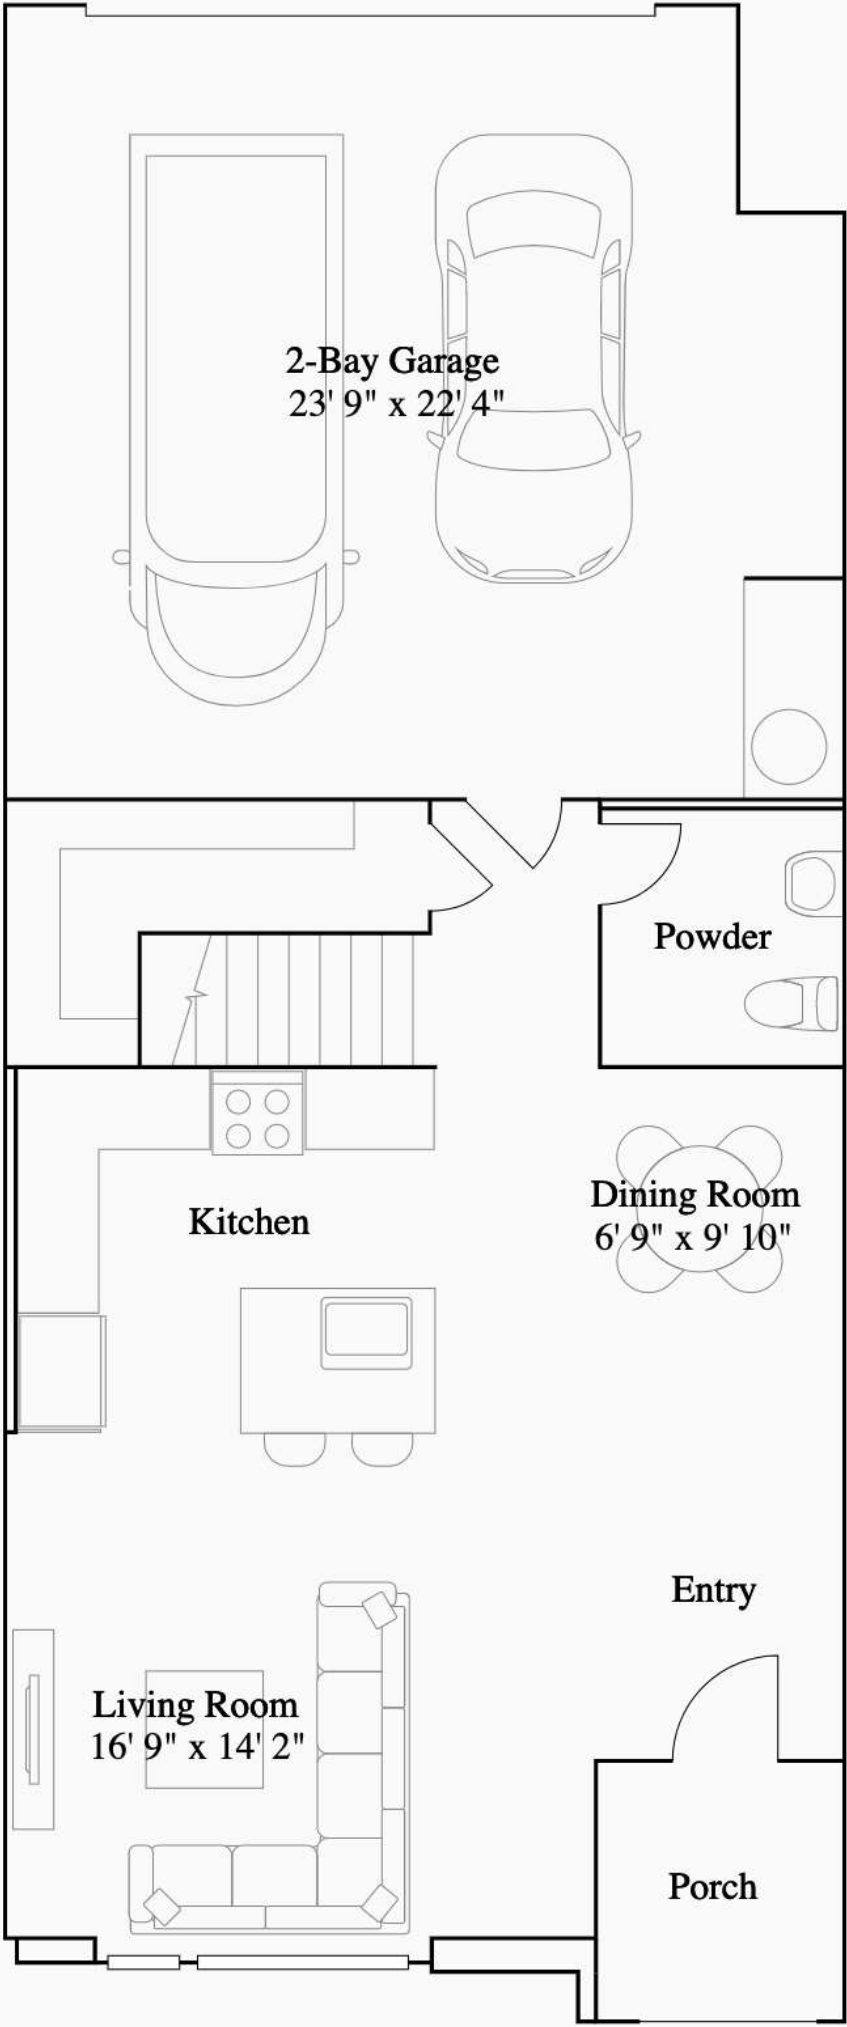 2-Bay Garage
23' 9" x 22' 4"
Powder
Dining Room
6' 9" x 9' 10"
Kitchen
Entry
Living Room
16' 9" x 14' 2"
Porch